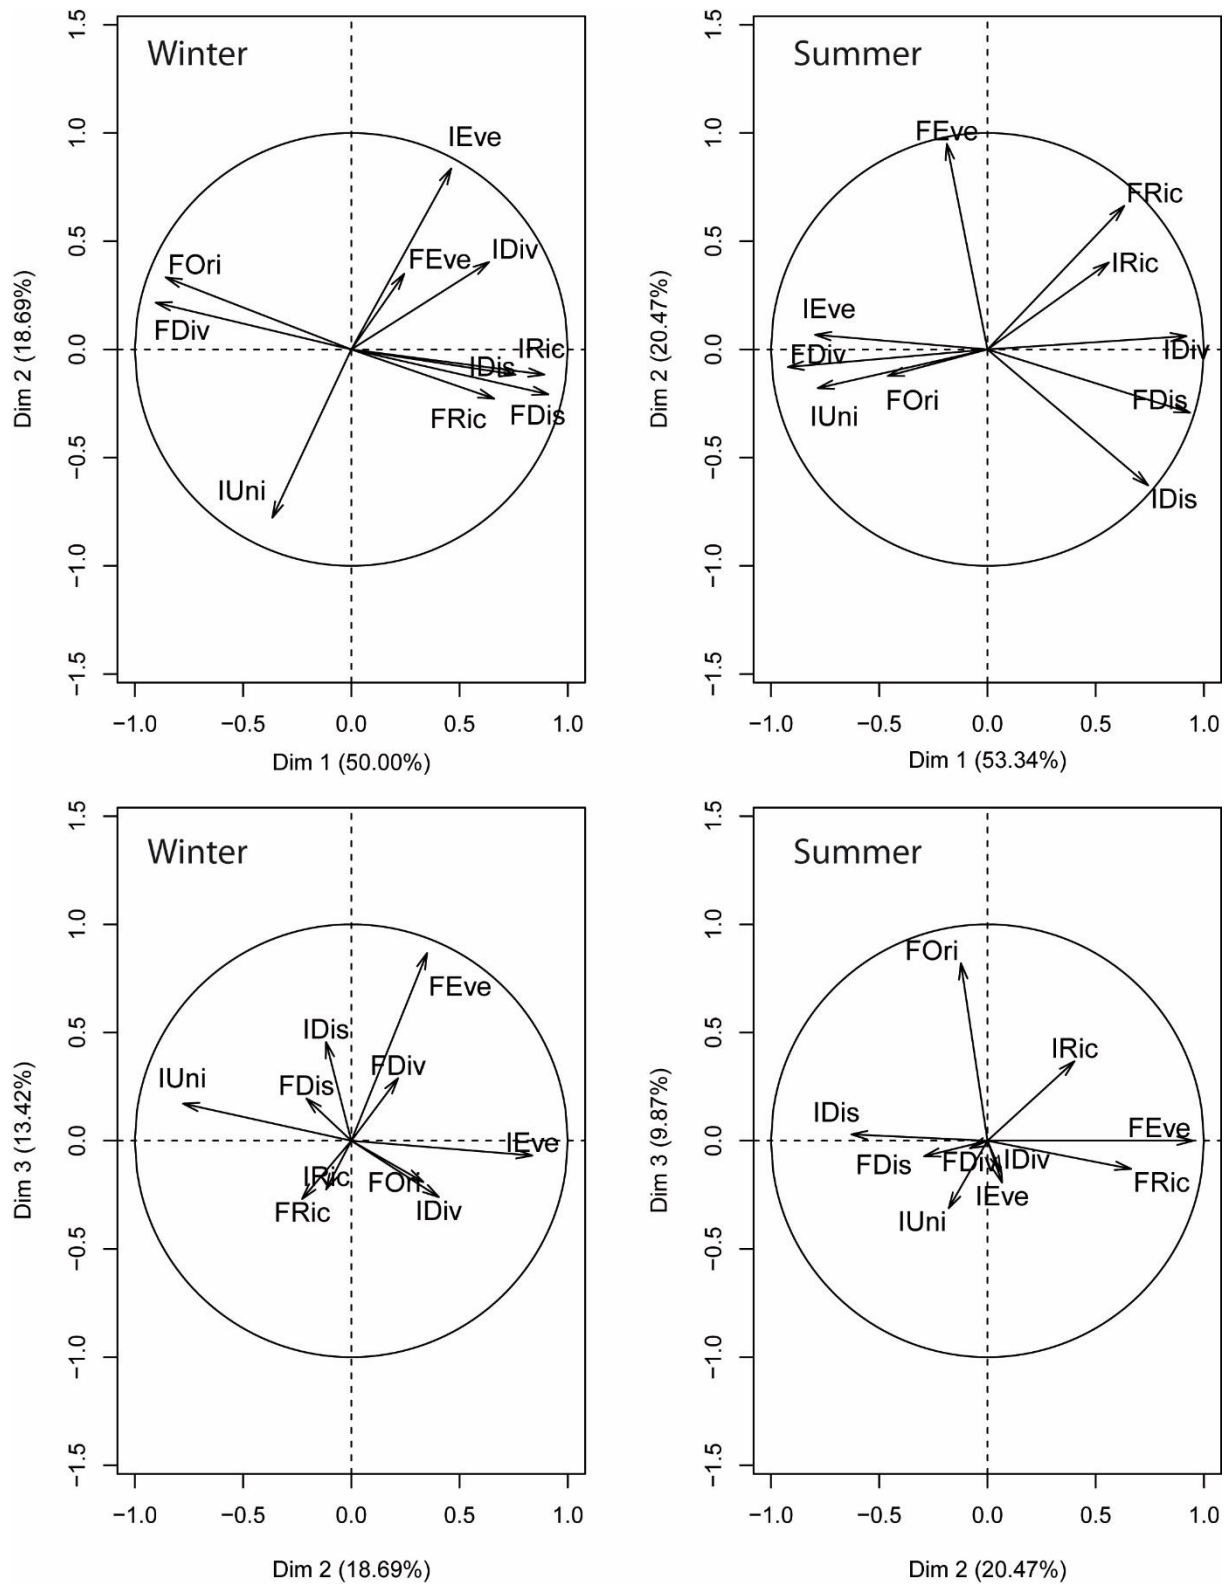 Winter
1.5
1.0
0.5
0.0
−0.5
−1.0
−1.5
Dim 2 (18.69%)
IEve
FEve
IDiv
FOri
FDiv
IRic
IDis
FRic
FDis
IUni
−1.0 −0.5 0.0 0.5 1.0
Dim 1 (50.00%)
Summer
1.5
1.0
0.5
0.0
−0.5
−1.0
−1.5
Dim 2 (20.47%)
FEve
FRic
IRic
IEve
FDiv
IDiv
IUni
FOri
FDis
IDis
−1.0 −0.5 0.0 0.5 1.0
Dim 1 (53.34%)
Winter
1.5
1.0
0.5
0.0
−0.5
−1.0
−1.5
Dim 3 (13.42%)
FEve
IDis
FDiv
IUni
FDis
IEve
IRic
FOri
FRic
IDiv
−1.0 −0.5 0.0 0.5 1.0
Dim 2 (18.69%)
Summer
1.5
1.0
0.5
0.0
−0.5
−1.0
−1.5
Dim 3 (9.87%)
FOri
IRic
IDis
FEve
FDis
FDiv
IDiv
FRic
IEve
IUni
−1.0 −0.5 0.0 0.5 1.0
Dim 2 (20.47%)